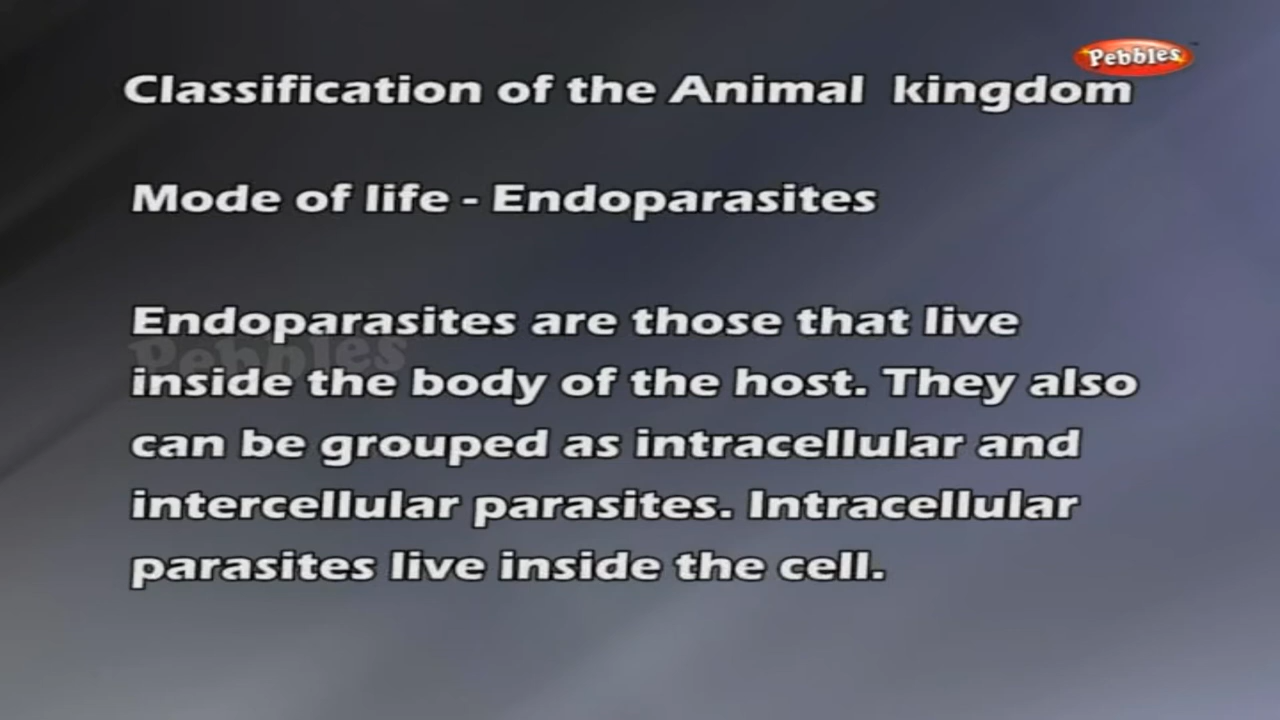 Pebbles
Classification of the Animal kingdom
Mode of life - Endoparasites
Endoparasites are those that live
Pebbles
inside the body of the host. They also
can be grouped as intracellular and
intercellular parasites. Intracellular
parasites live inside the cell.